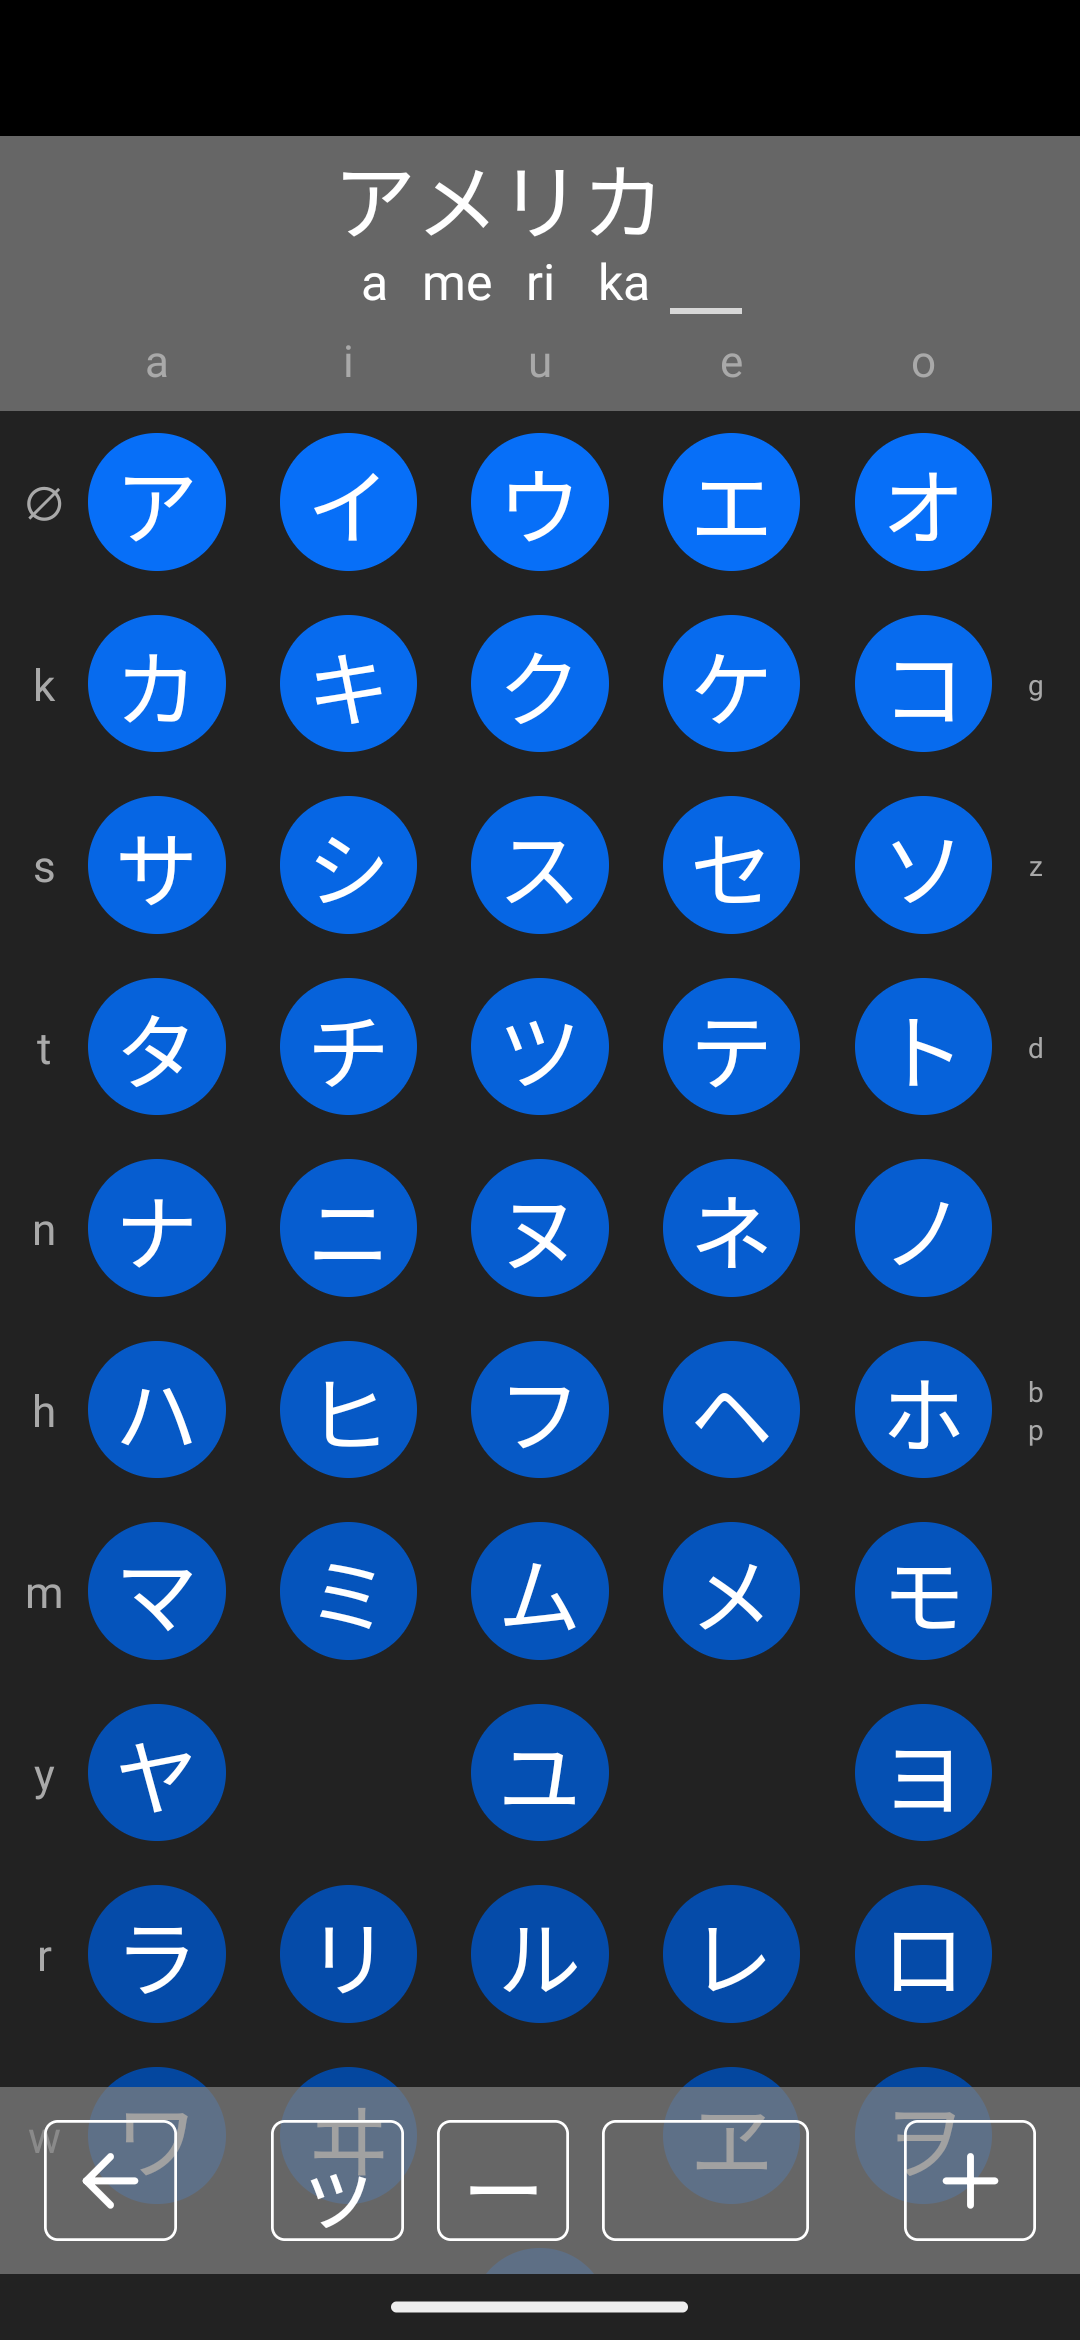 アメリカ
a me ri ka
a i u e o
∅ ア イ ウ エ オ
k カ キ ク ケ コ g
s サ シ ス セ ソ z
t タ チ ツ テ ト d
n ナ ニ ヌ ネ ノ
h ハ ヒ フ ヘ ホ b
p
m マ ミ ム メ モ
y ヤ ユ ヨ
r ラ リ ル レ ロ
w ワ ヰ ヱ ヲ
← ッ ー +